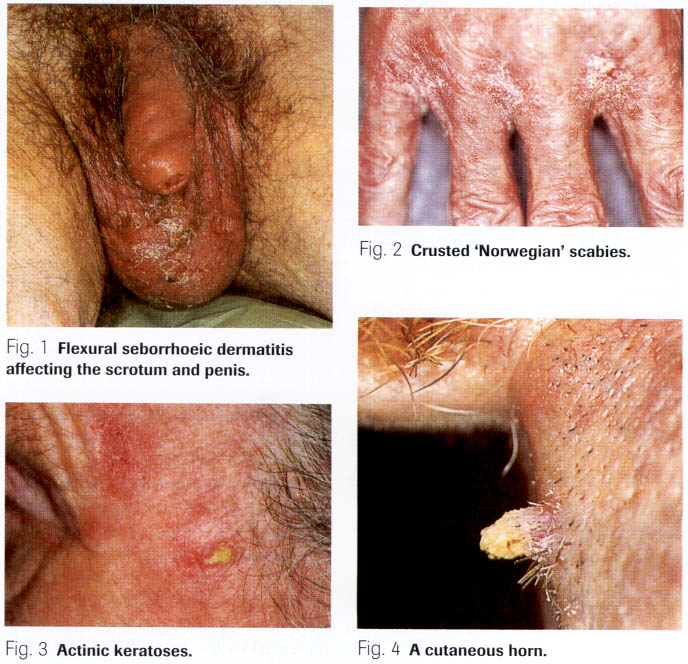 Fig. 1 Flexural seborrhoeic dermatitis
affecting the scrotum and penis.
Fig. 2 Crusted ‘Norwegian’ scabies.
Fig. 3 Actinic keratoses.
Fig. 4 A cutaneous horn.